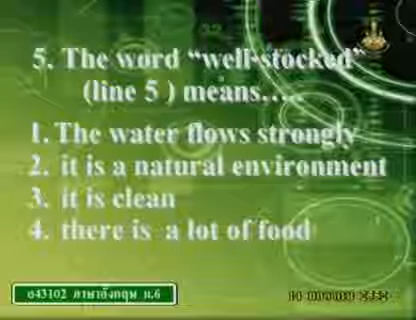 5. The word “well-stocked”
(line 5 ) means…..
1. The water flows strongly
2. it is a natural environment
3. it is clean
4. there is a lot of food
อ43102 ภาษาอังกฤษ ม.6